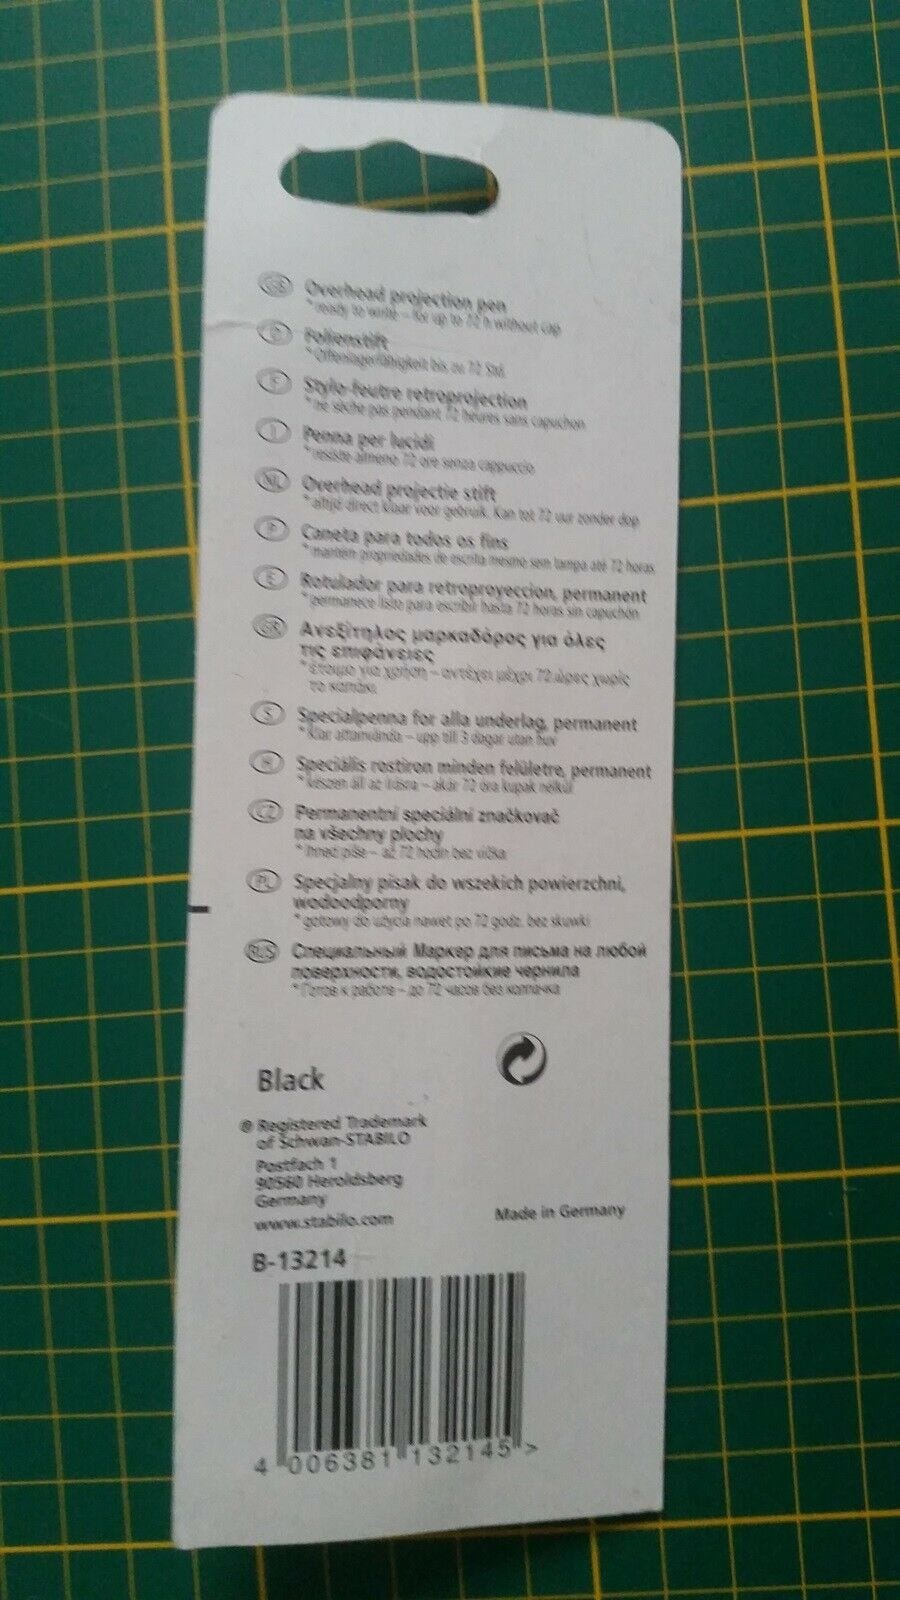 GB Overhead projection pen
* ready to write – for up to 72 h without cap
D Folienstift
* Offenlagerfähigkeit bis zu 72 Std.
F Stylo-feutre retroprojection
* ne sèche pas pendant 72 heures sans capuchon
I Penna per lucidi
* resiste almeno 72 ore senza cappuccio
NL Overhead projectie stift
* altijd direct klaar voor gebruik. Kan tot 72 uur zonder dop
P Caneta para todos os fins
* mantém propriedades de escrita mesmo sem tampa até 72 horas
E Rotulador para retroproyeccion, permanent
* permanece listo para escribir hasta 72 horas sin capuchón
GR Ανεξίτηλος μαρκαδόρος για όλες
τις επιφάνειες
* έτοιμο για χρήση – αντέχει μέχρι 72 ώρες χωρίς
το καπάκι
S Specialpenna for alla underlag, permanent
* Klar att använda – upp till 3 dagar utan huv
H Speciális rostiron minden felületre, permanent
* készen áll az írásra – akár 72 óra kupak nélkül
CZ Permanentní speciální značkovač
na všechny plochy
* Ihned píše – až 72 hodin bez víčka
PL Specjalny pisak do wszekich powierzchni,
wodoodporny
* gotowy do użycia nawet po 72 godz. bez skuwki
RUS Специальный Маркер для письма на любой
поверхности, водостойкие чернила
* Готов к работе – до 72 часов без колпачка
Black
® Registered Trademark
of Schwan-STABILO
Postfach 1
90560 Heroldsberg
Germany
www.stabilo.com
Made in Germany
B-13214
4 006381 132145 >